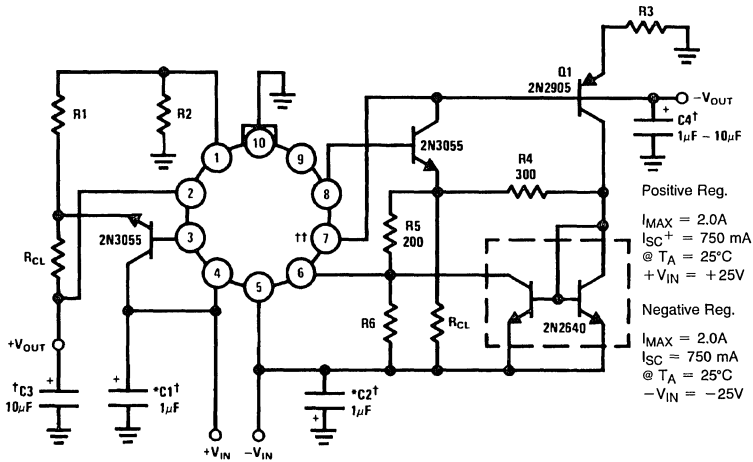 R3
Q1
2N2905
−VOUT
C4†
1μF – 10μF
R1
R2
10
1
9
2
8
3
7
††
4
6
5
2N3055
2N3055
R4
300
R5
200
RCL
R6
RCL
2N2640
+VOUT
†C3
10μF
*C1†
1μF
*C2†
1μF
+VIN
−VIN
+
+
+
+
Positive Reg.
IMAX = 2.0A
ISC+ = 750 mA
@ TA = 25°C
+VIN = +25V
Negative Reg.
IMAX = 2.0A
ISC = 750 mA
@ TA = 25°C
−VIN = −25V